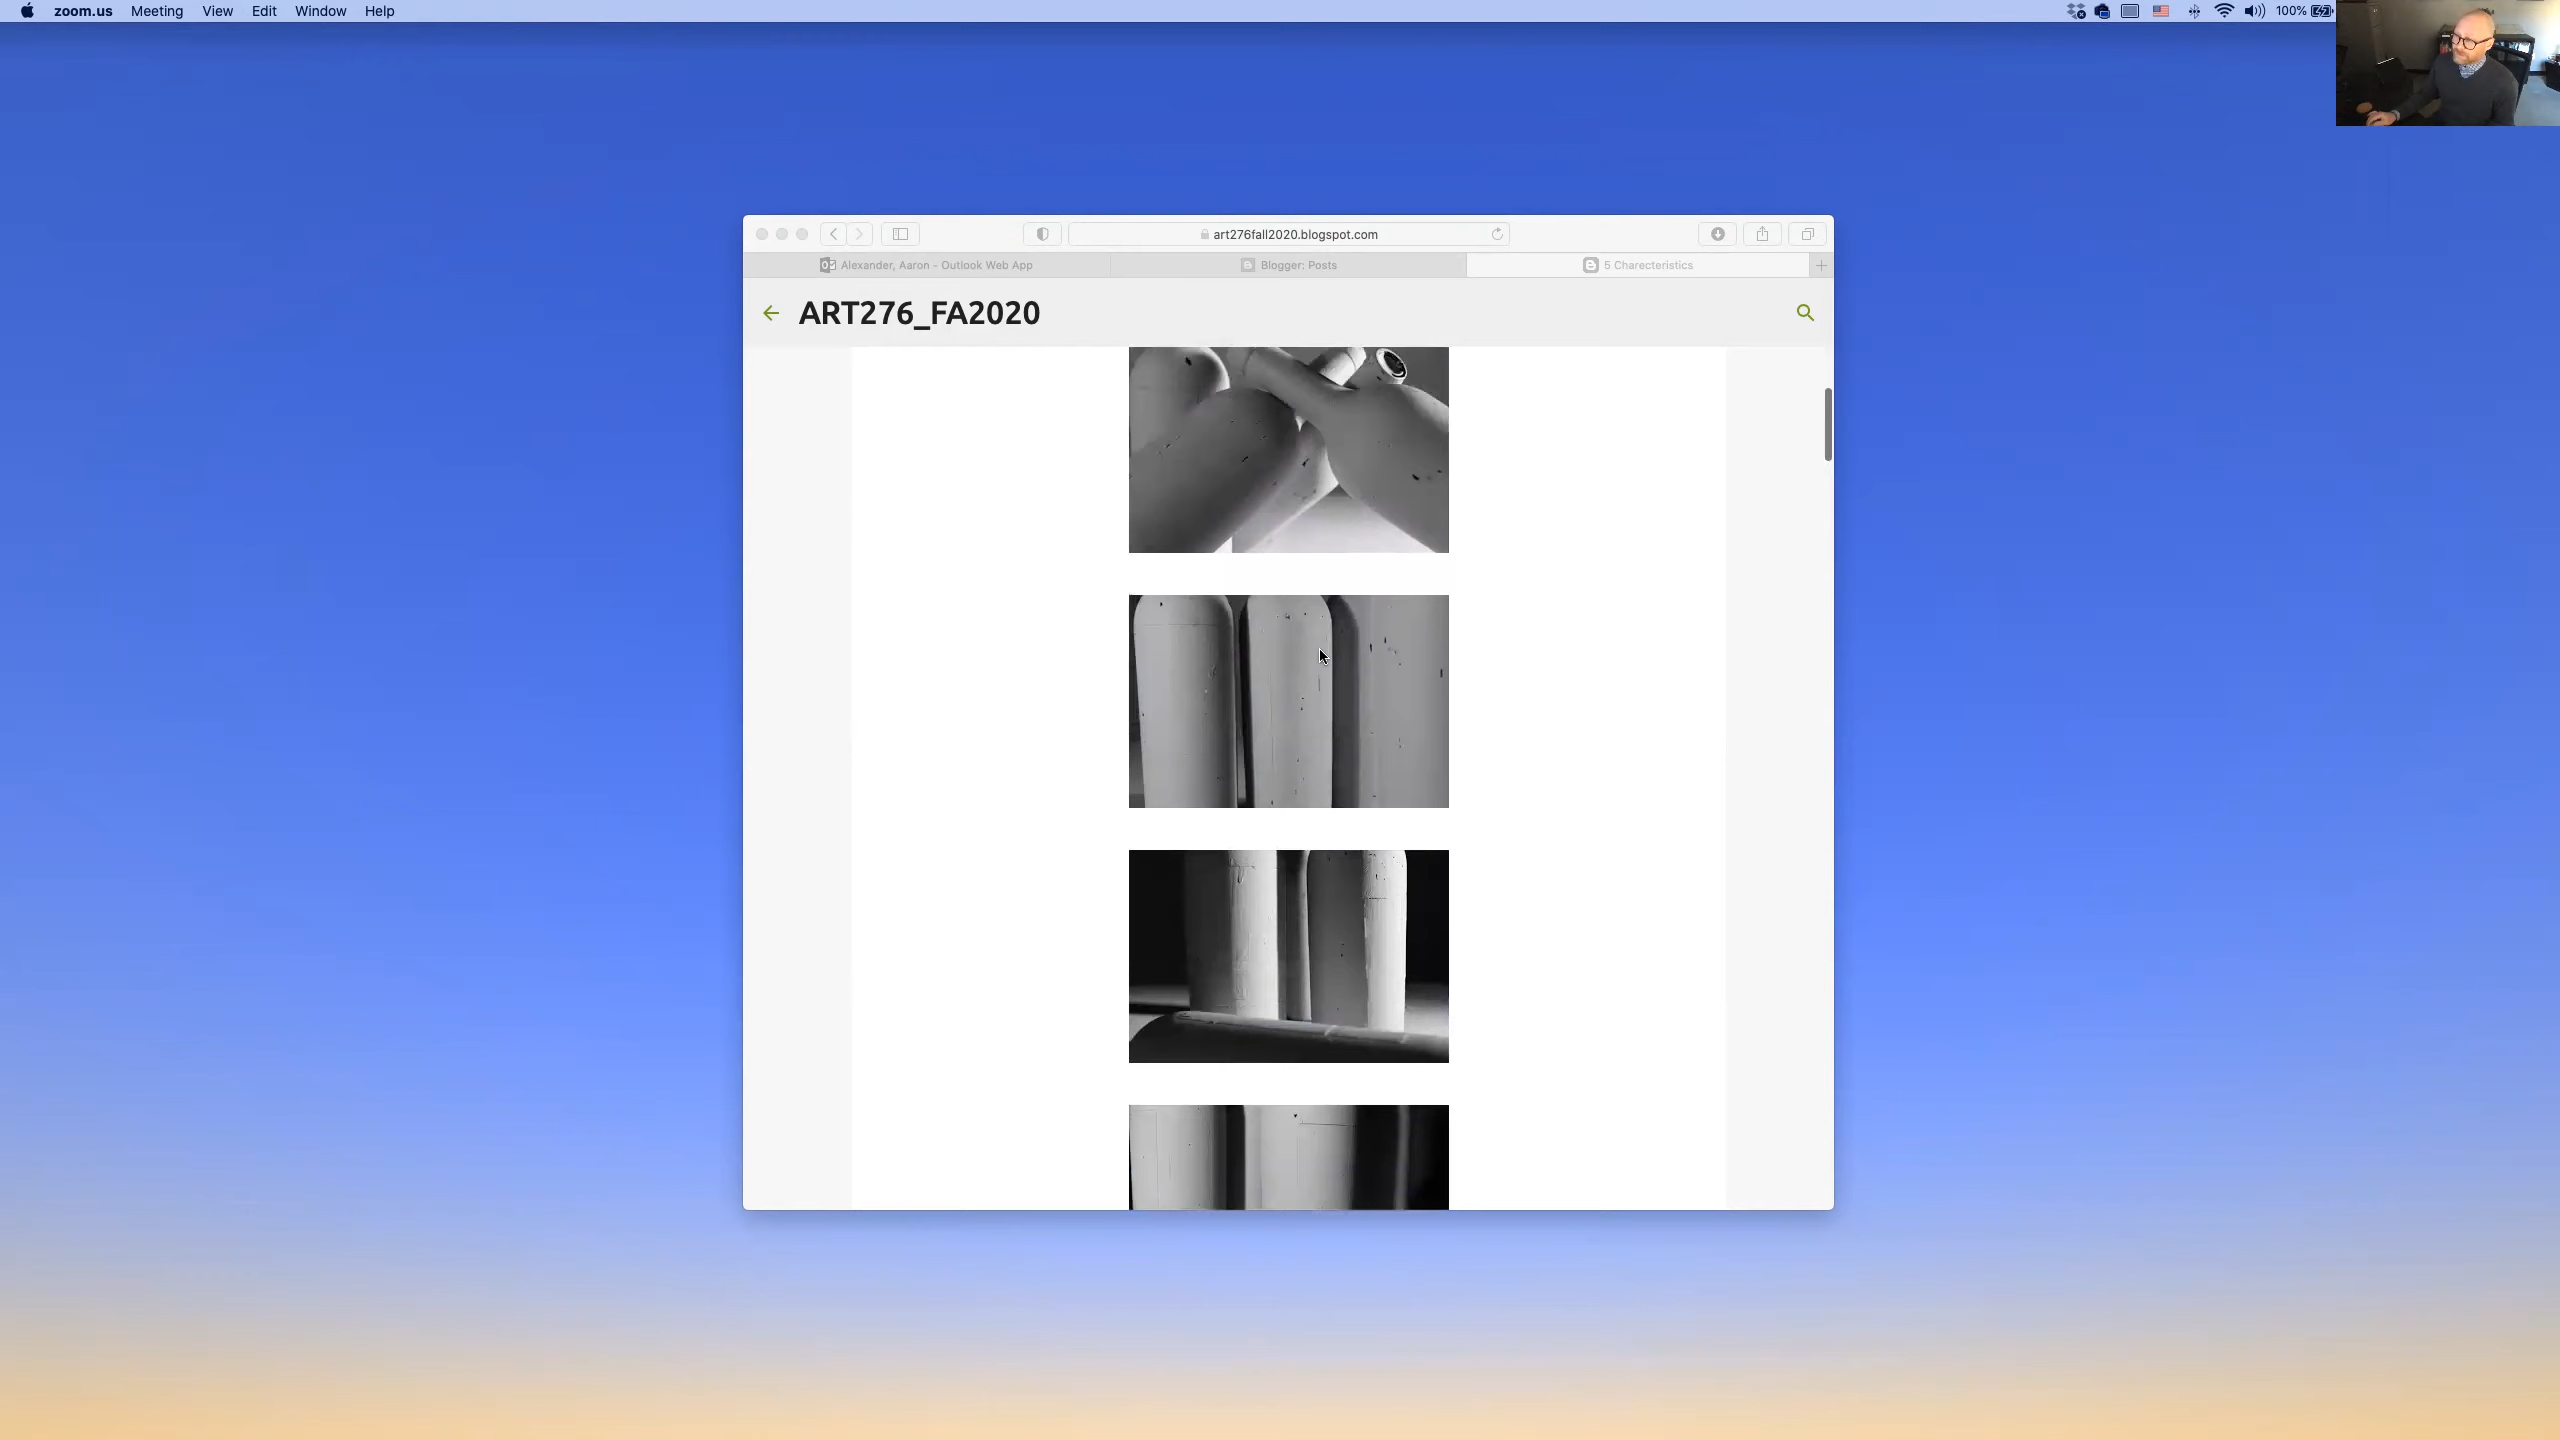 zoom.us Meeting View Edit Window Help 100%
art276fall2020.blogspot.com
Alexander, Aaron - Outlook Web App Blogger: Posts 5 Charecteristics
ART276_FA2020